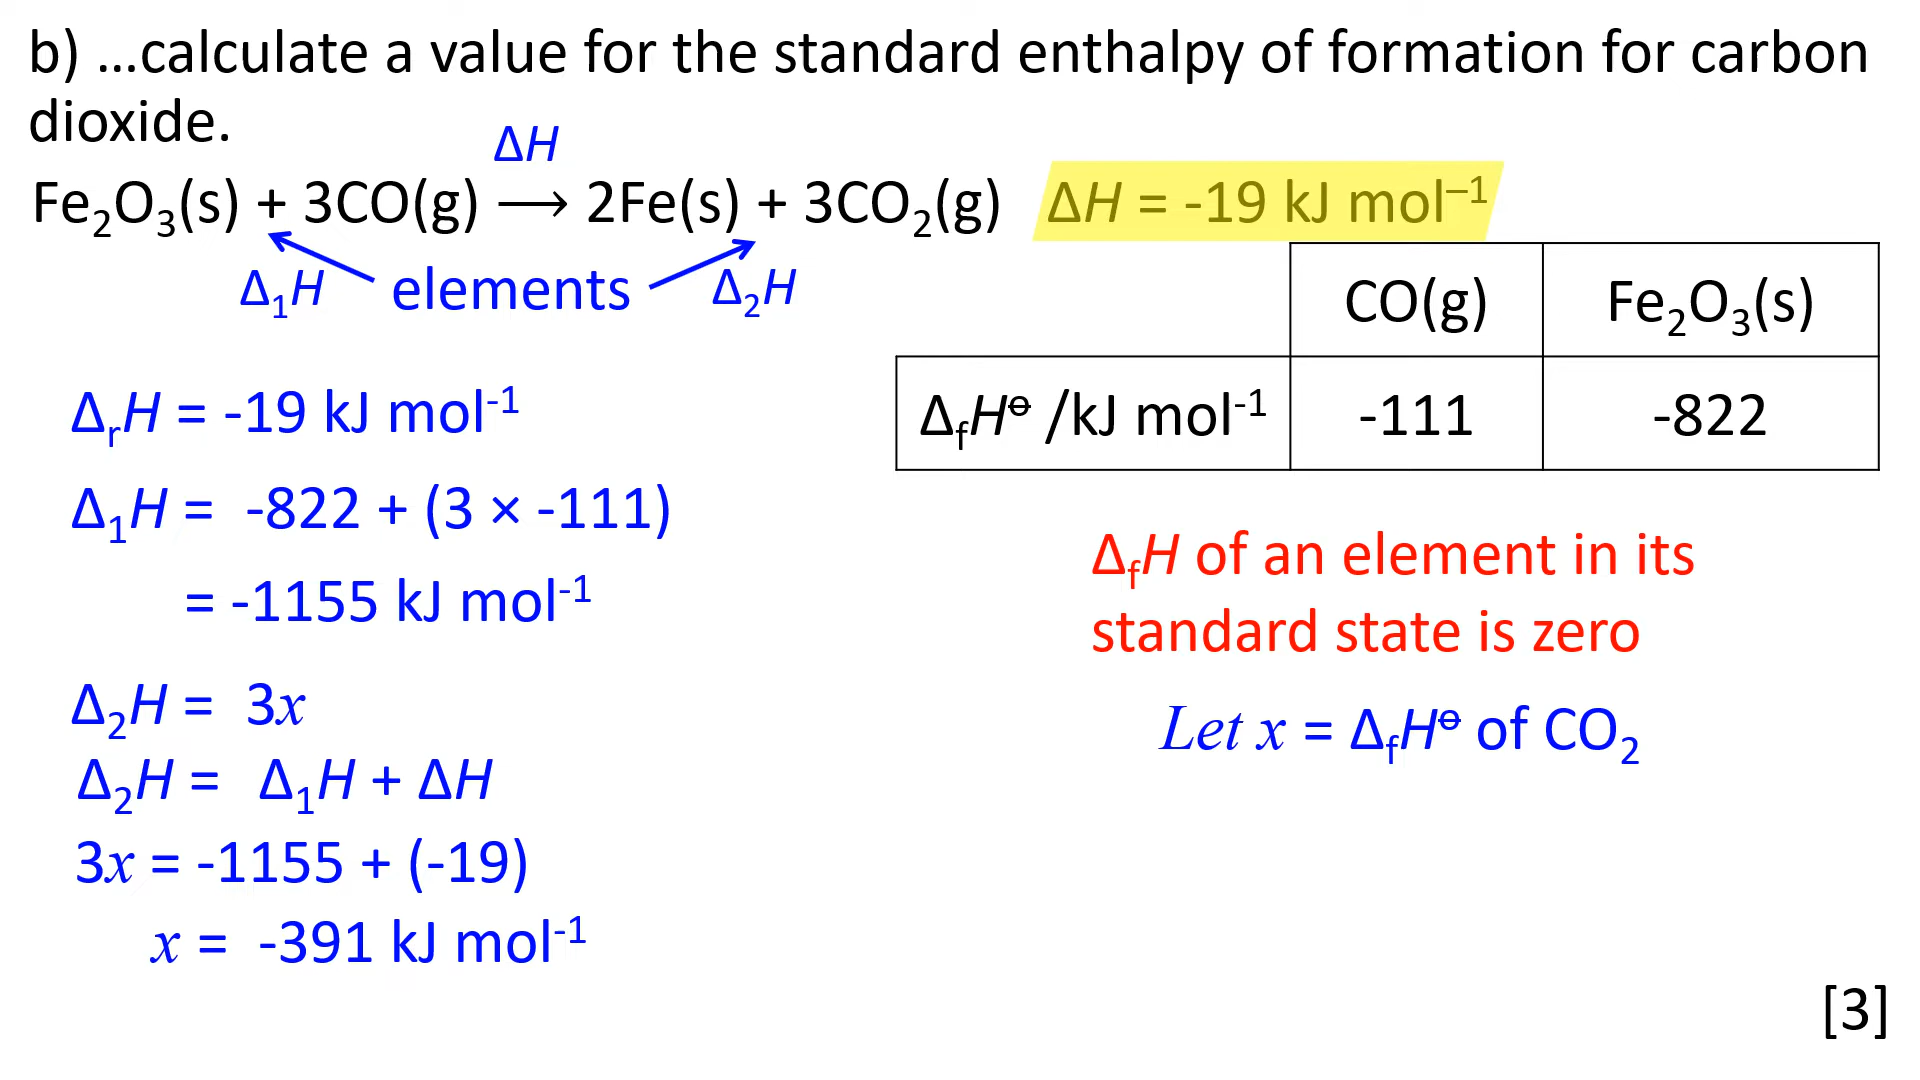 b) ...calculate a value for the standard enthalpy of formation for carbon
dioxide.
ΔH
Fe₂O₃(s) + 3CO(g) ⟶ 2Fe(s) + 3CO₂(g) ΔH = -19 kJ mol⁻¹
Δ₁H elements Δ₂H
CO(g) Fe₂O₃(s)
ΔfH⦵ /kJ mol⁻¹ -111 -822
ΔᵣH = -19 kJ mol⁻¹
Δ₁H = -822 + (3 × -111)
= -1155 kJ mol⁻¹
ΔfH of an element in its
standard state is zero
Δ₂H = 3x
Let x = ΔfH⦵ of CO₂
Δ₂H = Δ₁H + ΔH
3x = -1155 + (-19)
x = -391 kJ mol⁻¹
[3]